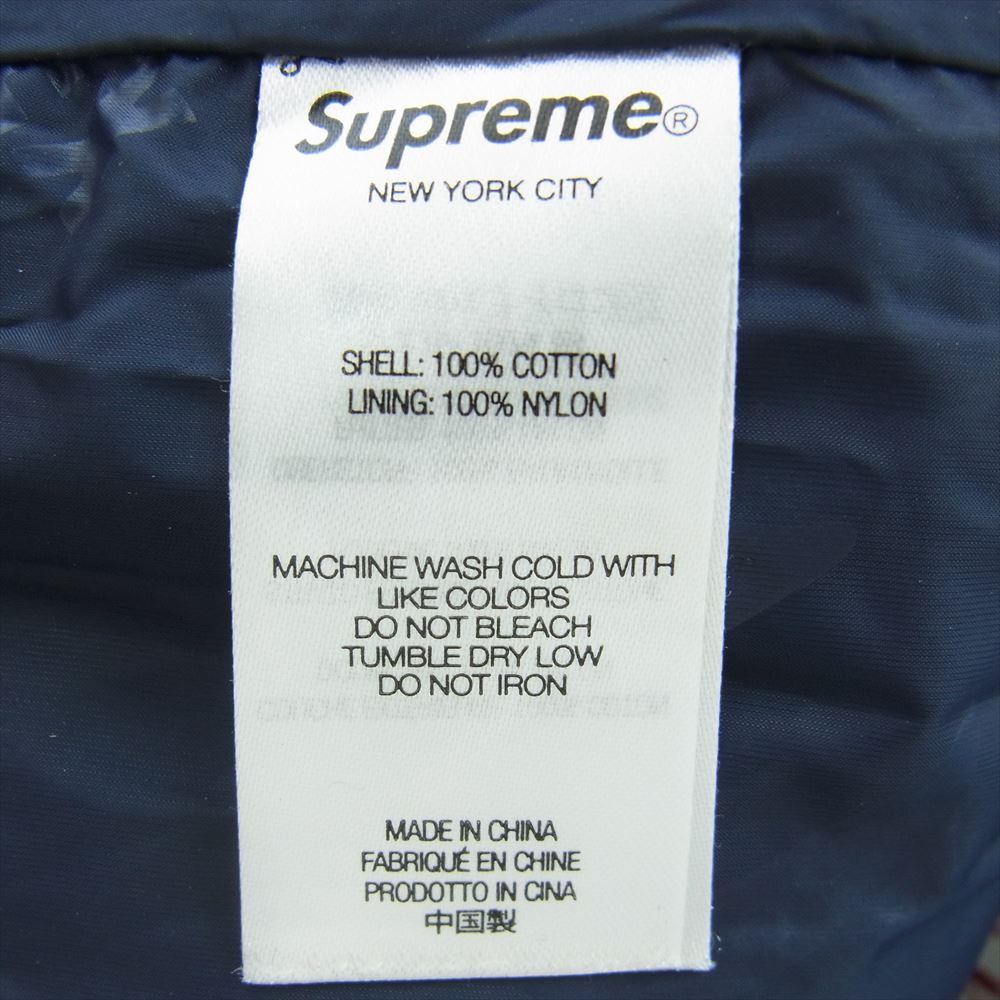 Supreme®
NEW YORK CITY
SHELL: 100% COTTON
LINING: 100% NYLON
MACHINE WASH COLD WITH
LIKE COLORS
DO NOT BLEACH
TUMBLE DRY LOW
DO NOT IRON
MADE IN CHINA
FABRIQUÉ EN CHINE
PRODOTTO IN CINA
中国製